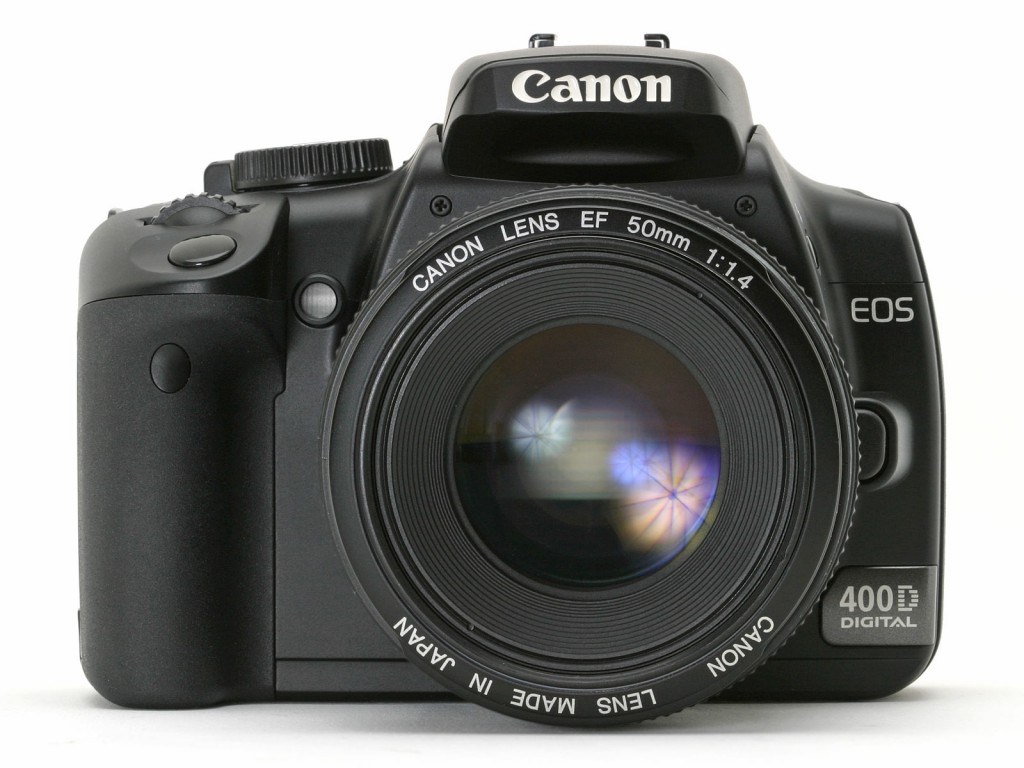 Canon
CANON LENS EF 50mm 1:1.4
EOS
400D
DIGITAL
CANON LENS MADE IN JAPAN